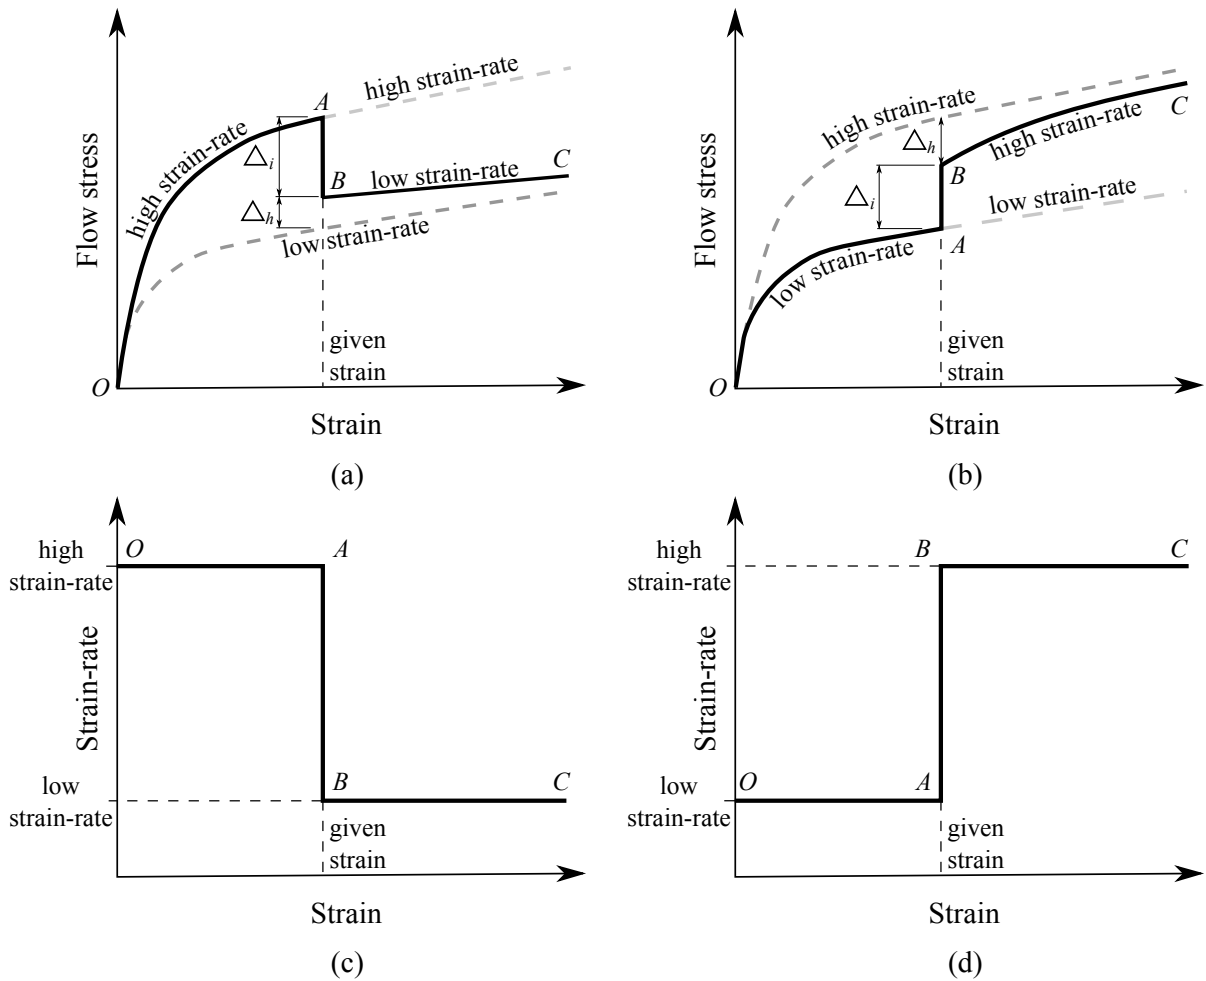 A
high strain-rate
high strain-rate
△i
B
low strain-rate
C
△h
low strain-rate
Flow stress
given
strain
O
Strain
(a)
high strain-rate
△h
C
high strain-rate
B
△i
low strain-rate
A
low strain-rate
Flow stress
given
strain
O
Strain
(b)
high
strain-rate
O
A
Strain-rate
low
strain-rate
B
C
given
strain
Strain
(c)
high
strain-rate
B
C
Strain-rate
low
strain-rate
O
A
given
strain
Strain
(d)